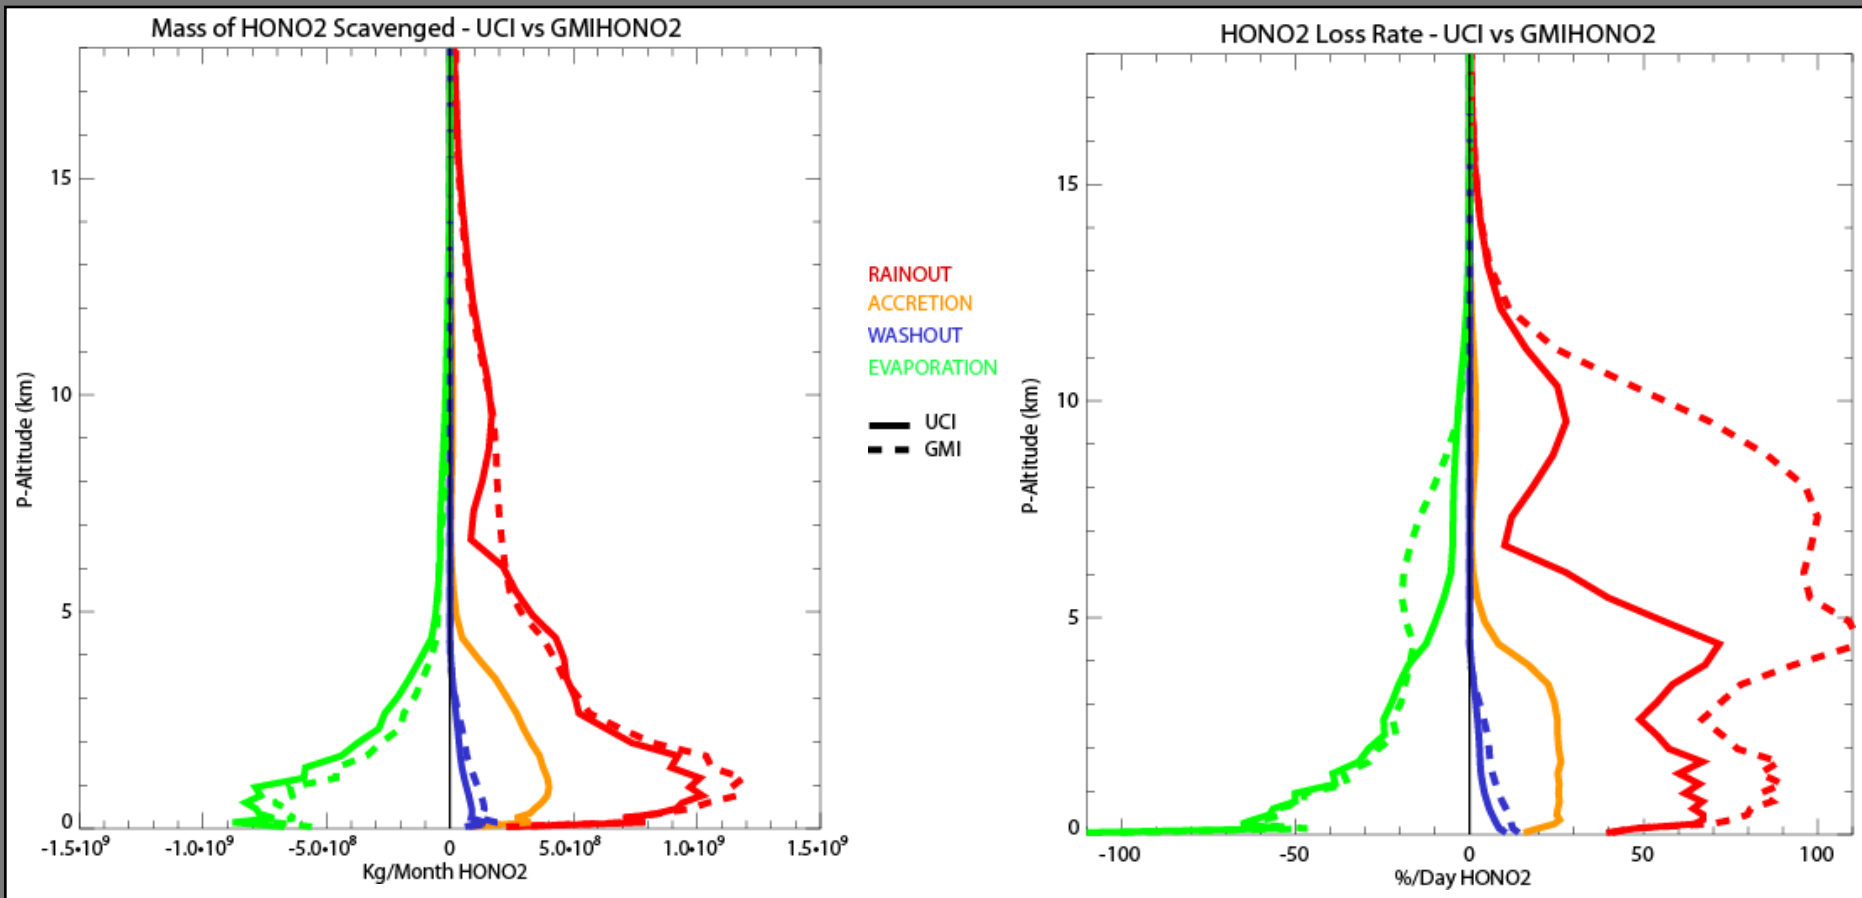 Mass of HONO2 Scavenged - UCI vs GMIHONO2
15
10
5
0
P-Altitude (km)
-1.5•10⁹ -1.0•10⁹ -5.0•10⁸ 0 5.0•10⁸ 1.0•10⁹ 1.5•10⁹
Kg/Month HONO2
RAINOUT
ACCRETION
WASHOUT
EVAPORATION
UCI
GMI
HONO2 Loss Rate - UCI vs GMIHONO2
15
10
5
0
P-Altitude (km)
-100 -50 0 50 100
%/Day HONO2